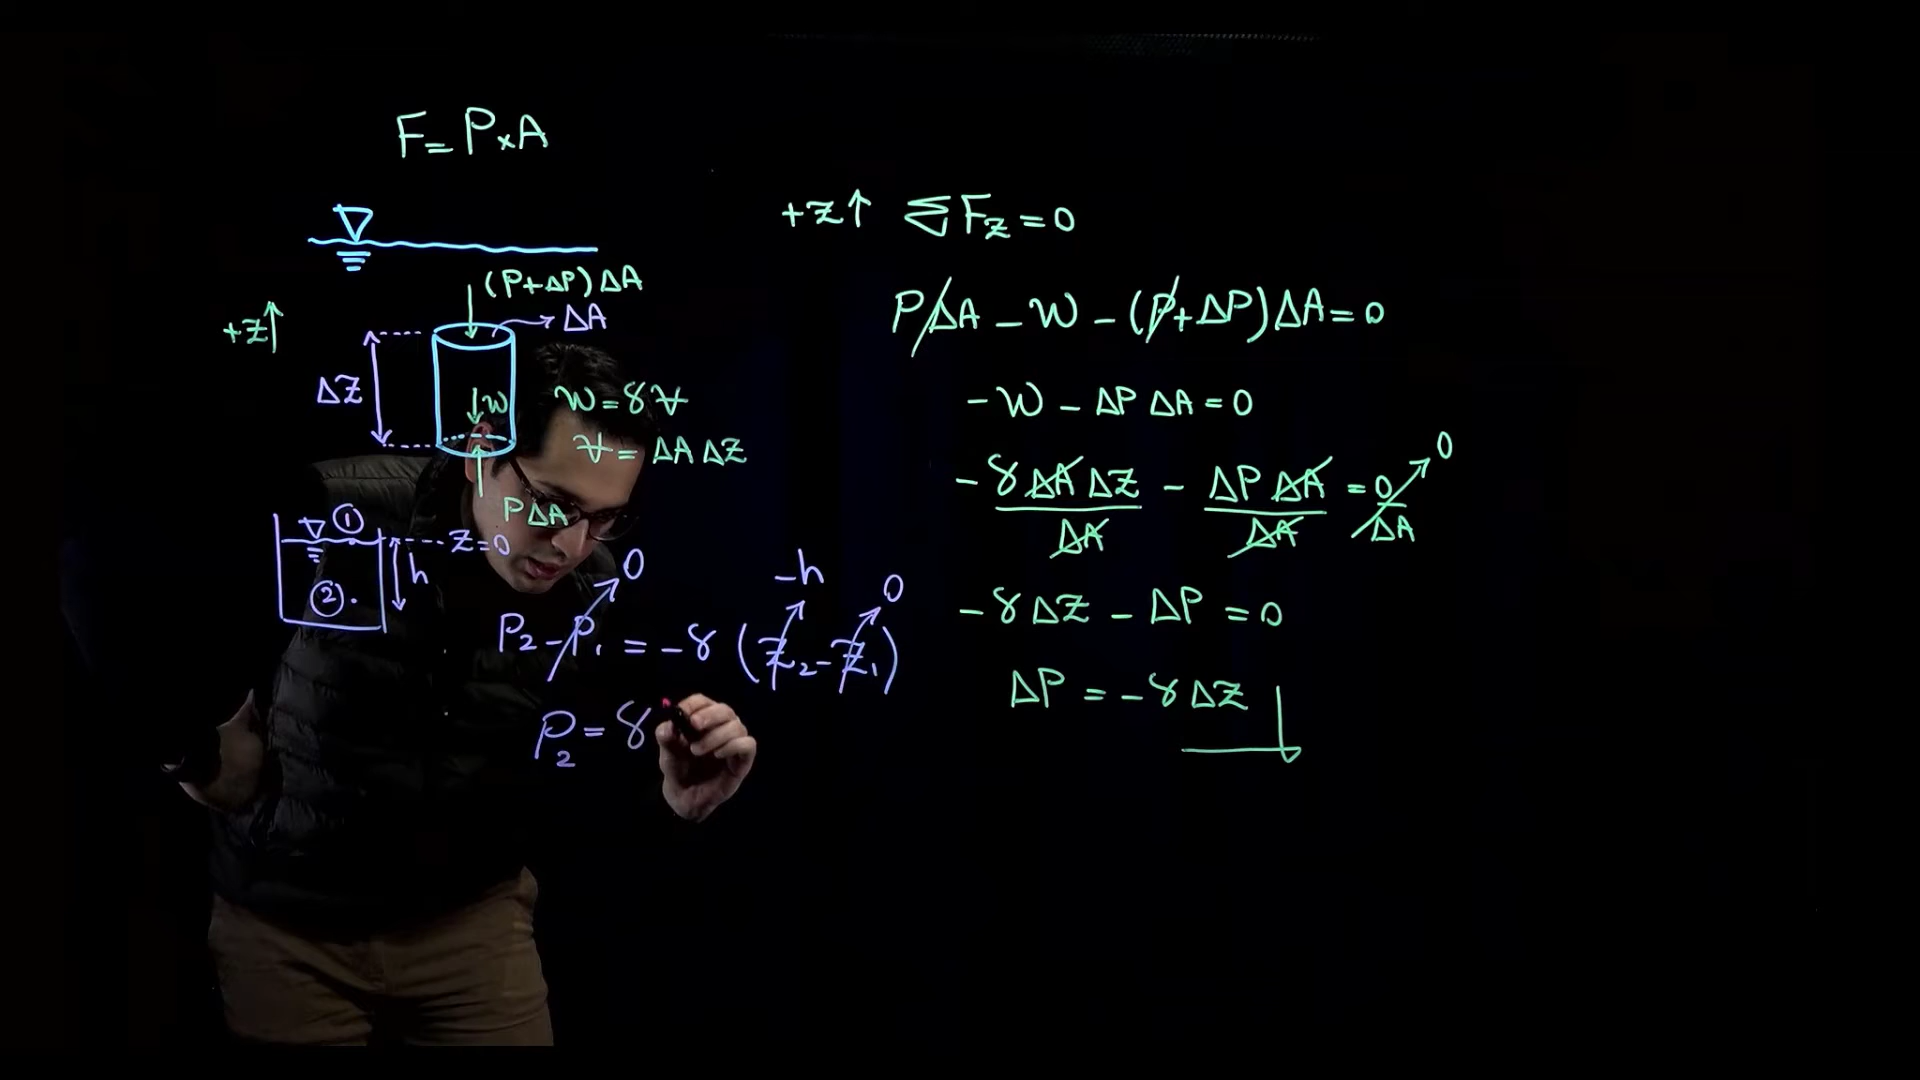 F = P x A
(P + ΔP) ΔA
ΔA
+z↑
Δz
w
w = γ V
V = ΔA Δz
P ΔA
1
z = 0
h
2
0
-h
0
P2 - P1 = -γ (z2 - z1)
P2 = γ
+z↑ ΣFz = 0
PΔA - W - (P + ΔP) ΔA = 0
- W - ΔP ΔA = 0
0
- γ ΔA Δz - ΔP ΔA = 0
ΔA ΔA ΔA
- γ Δz - ΔP = 0
ΔP = - γ Δz